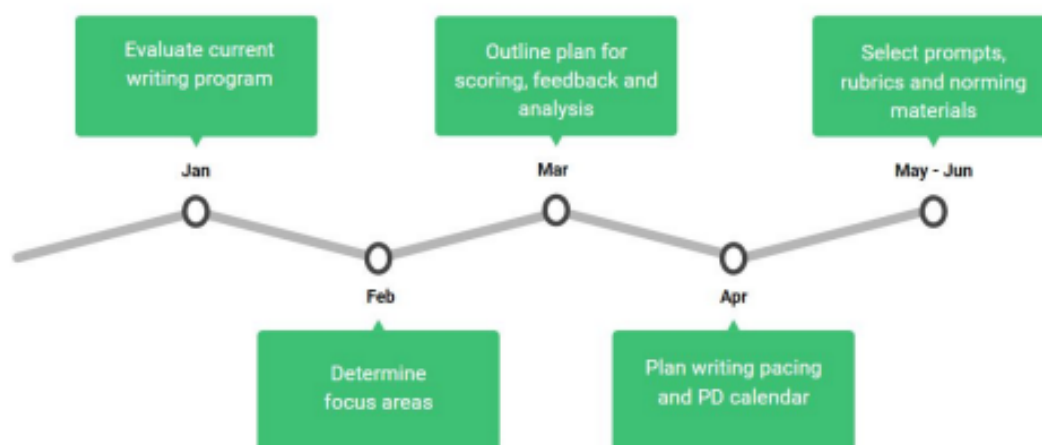 Evaluate current
writing program
Outline plan for
scoring, feedback and
analysis
Select prompts,
rubrics and norming
materials
Jan
Mar
May - Jun
Feb
Apr
Determine
focus areas
Plan writing pacing
and PD calendar